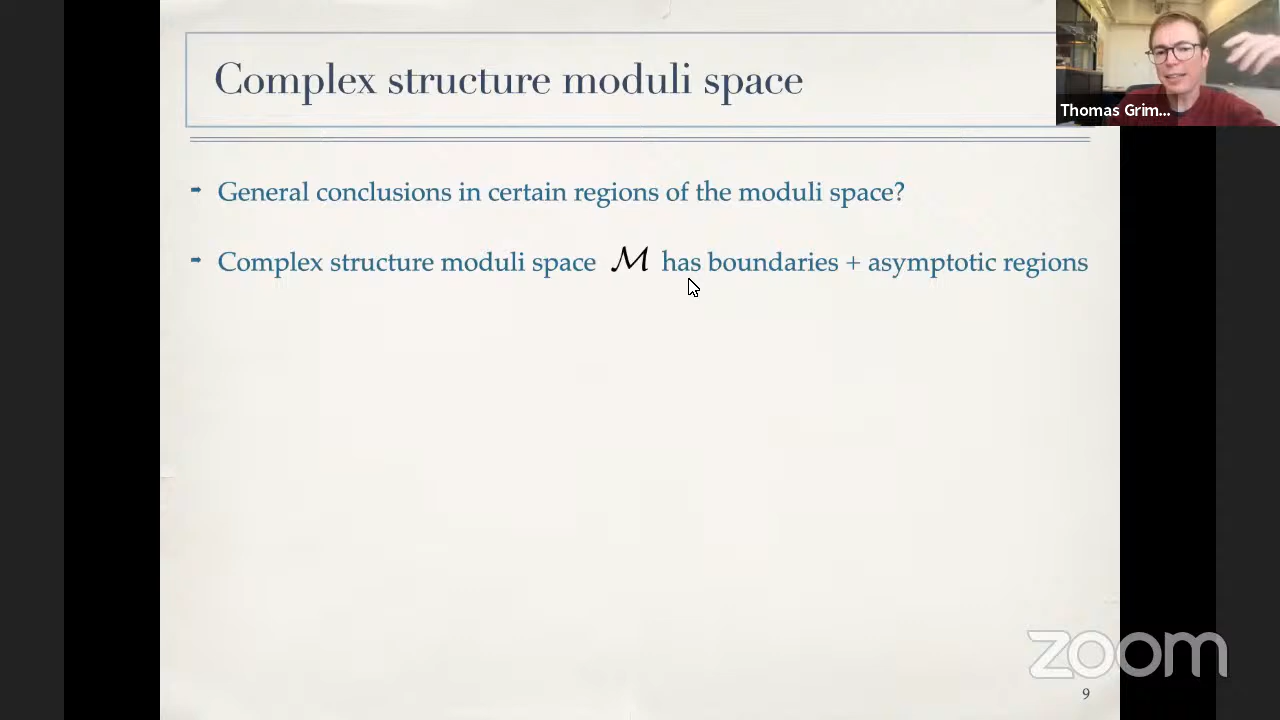 Complex structure moduli space
Thomas Grim...
General conclusions in certain regions of the moduli space?
Complex structure moduli space ℳ has boundaries + asymptotic regions
zoom
9